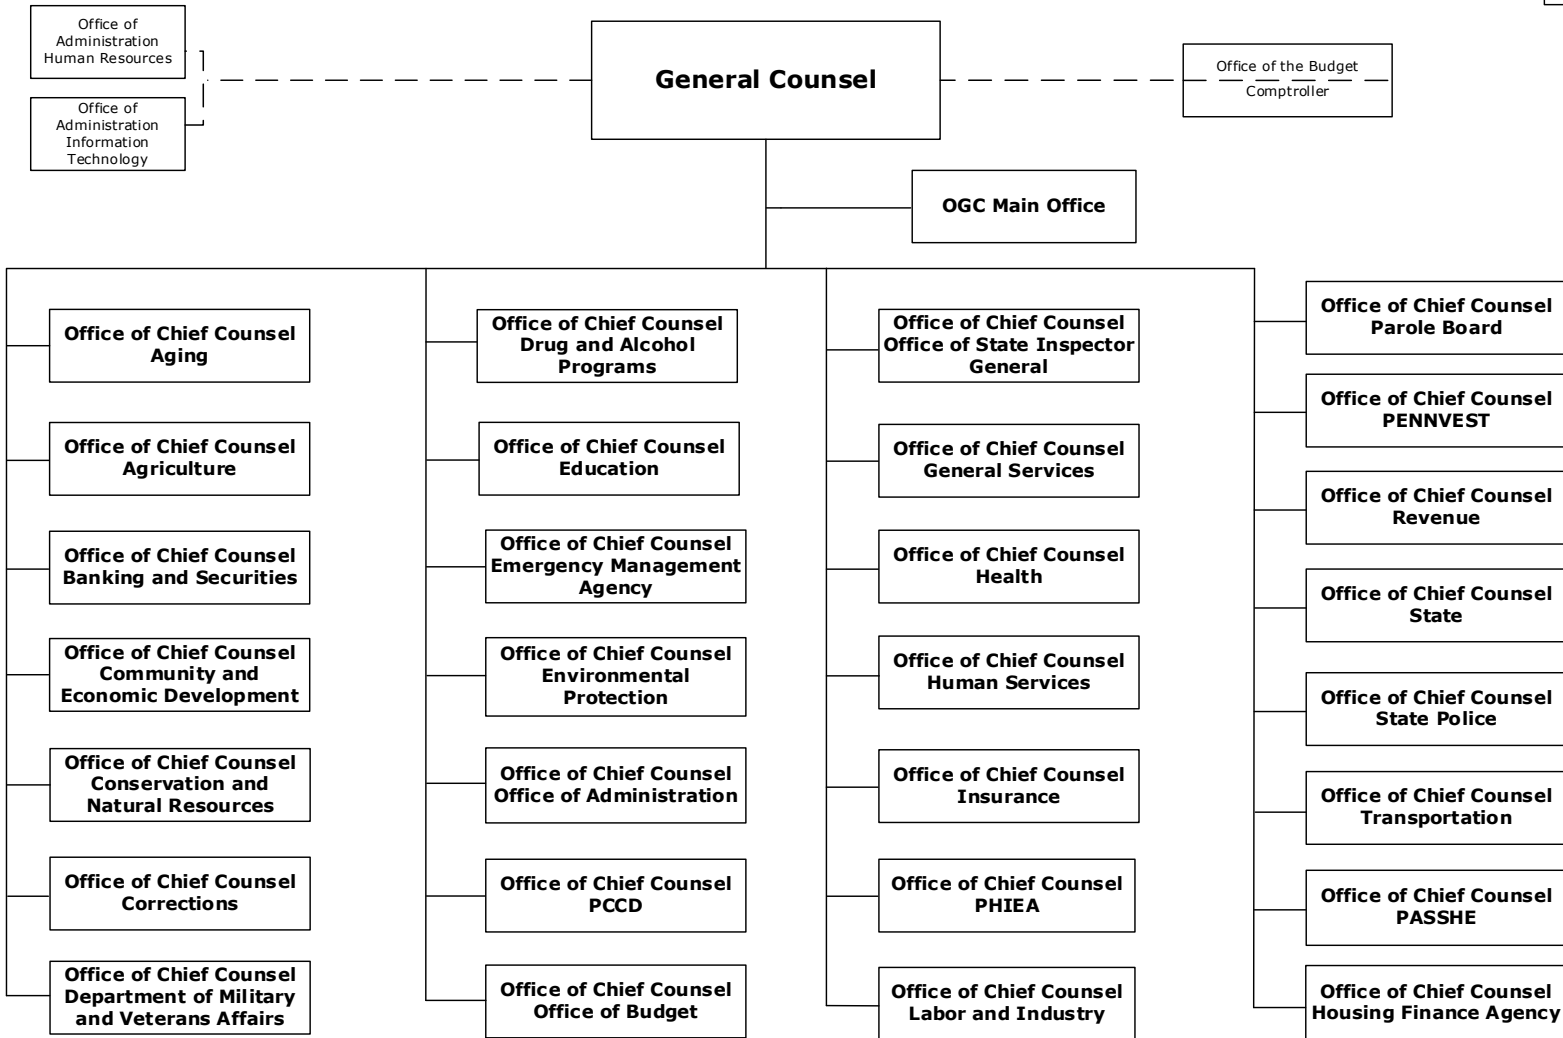 Office of
Administration
Human Resources
Office of
Administration
Information
Technology
General Counsel
Office of the Budget
Comptroller
OGC Main Office
Office of Chief Counsel
Aging
Office of Chief Counsel
Agriculture
Office of Chief Counsel
Banking and Securities
Office of Chief Counsel
Community and
Economic Development
Office of Chief Counsel
Conservation and
Natural Resources
Office of Chief Counsel
Corrections
Office of Chief Counsel
Department of Military
and Veterans Affairs
Office of Chief Counsel
Drug and Alcohol
Programs
Office of Chief Counsel
Education
Office of Chief Counsel
Emergency Management
Agency
Office of Chief Counsel
Environmental
Protection
Office of Chief Counsel
Office of Administration
Office of Chief Counsel
PCCD
Office of Chief Counsel
Office of Budget
Office of Chief Counsel
Office of State Inspector
General
Office of Chief Counsel
General Services
Office of Chief Counsel
Health
Office of Chief Counsel
Human Services
Office of Chief Counsel
Insurance
Office of Chief Counsel
PHIEA
Office of Chief Counsel
Labor and Industry
Office of Chief Counsel
Parole Board
Office of Chief Counsel
PENNVEST
Office of Chief Counsel
Revenue
Office of Chief Counsel
State
Office of Chief Counsel
State Police
Office of Chief Counsel
Transportation
Office of Chief Counsel
PASSHE
Office of Chief Counsel
Housing Finance Agency